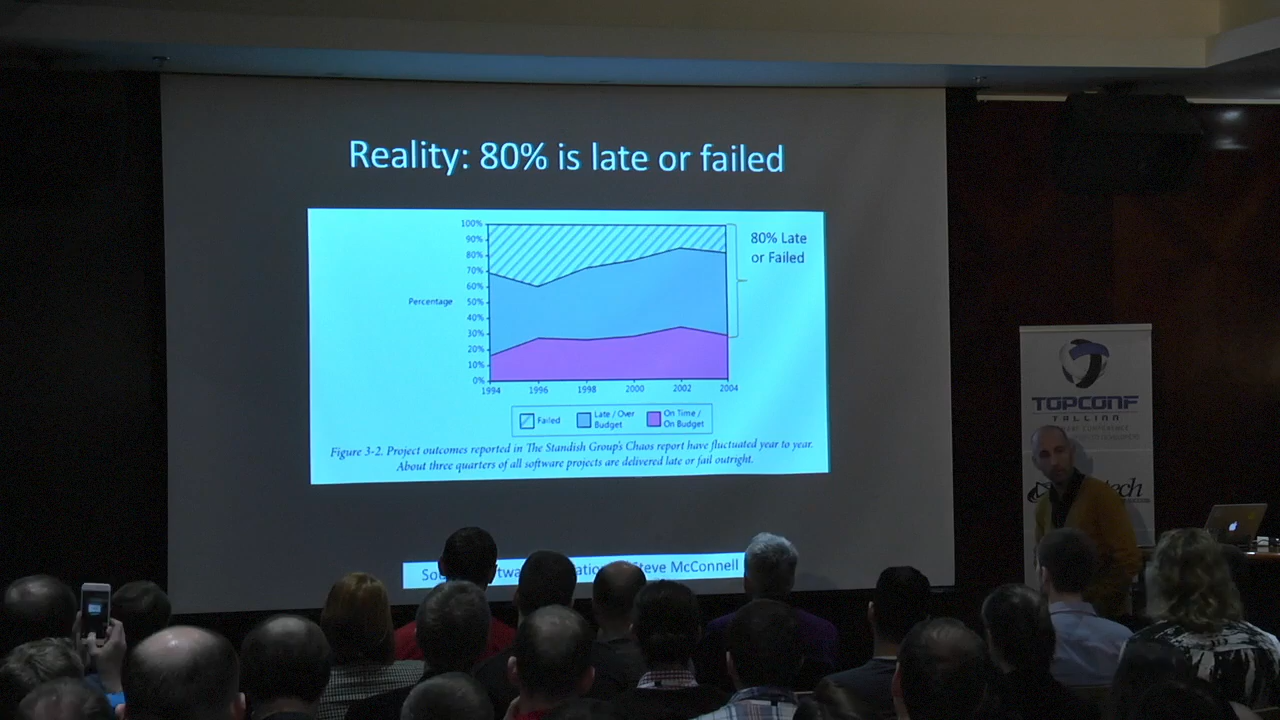 Reality: 80% is late or failed
100%
90%
80%
70%
60%
50%
40%
30%
20%
10%
0%
Percentage
1994 1996 1998 2000 2002 2004
80% Late
or Failed
Failed
Late / Over
Budget
On Time /
On Budget
Figure 3-2. Project outcomes reported in The Standish Group's Chaos report have fluctuated year to year.
About three quarters of all software projects are delivered late or fail outright.
Steve McConnell
TOPCONF
TALLINN